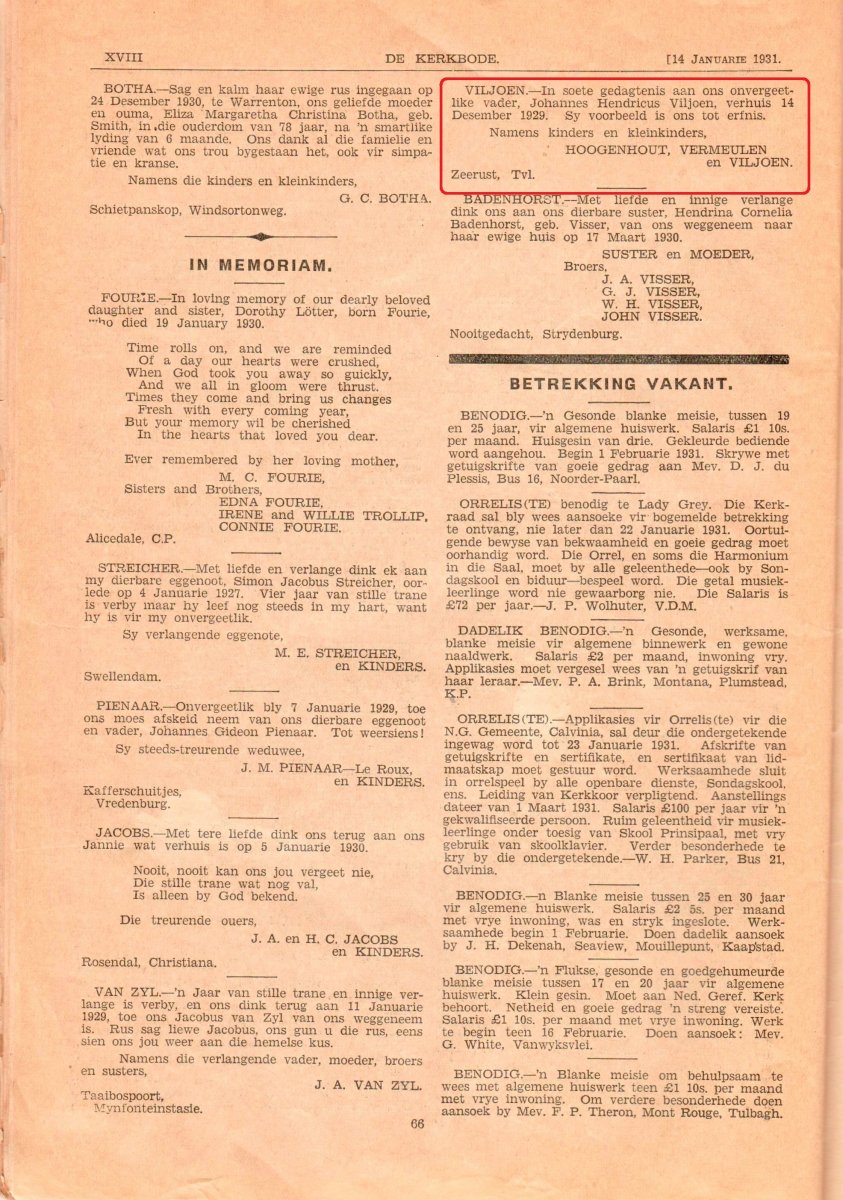 XVIII
DE KERKBODE.
[14 JANUARIE 1931.
BOTHA.—Sag en kalm haar ewige rus ingegaan op
24 Desember 1930, te Warrenton, ons geliefde moeder
en ouma, Eliza Margaretha Christina Botha, geb.
Smith, in die ouderdom van 78 jaar, na 'n smartlike
lyding van 6 maande. Ons dank al die famielie en
vriende wat ons trou bygestaan het, ook vir simpa-
tie en kranse.
Namens die kinders en kleinkinders,
G. C. BOTHA.
Schietpanskop, Windsortonweg.
IN MEMORIAM.
FOURIE.—In loving memory of our dearly beloved
daughter and sister, Dorothy Lötter, born Fourie,
who died 19 January 1930.
Time rolls on, and we are reminded
Of a day our hearts were crushed,
When God took you away so guickly,
And we all in gloom were thrust.
Times they come and bring us changes
Fresh with every coming year,
But your memory wil be cherished
In the hearts that loved you dear.
Ever remembered by her loving mother,
M. C. FOURIE,
Sisters and Brothers,
EDNA FOURIE,
IRENE and WILLIE TROLLIP,
CONNIE FOURIE.
Alicedale, C.P.
STREICHER.—Met liefde en verlange dink ek aan
my dierbare eggenoot, Simon Jacobus Streicher, oor-
lede op 4 Januarie 1927. Vier jaar van stille trane
is verby maar hy leef nog steeds in my hart, want
hy is vir my onvergeetlik.
Sy verlangende eggenote,
M. E. STREICHER,
en KINDERS.
Swellendam.
PIENAAR.—Onvergeetlik bly 7 Januarie 1929, toe
ons moes afskeid neem van ons dierbare eggenoot
en vader, Johannes Gideon Pienaar. Tot weersiens!
Sy steeds-treurende weduwee,
J. M. PIENAAR—Le Roux,
en KINDERS.
Kafferschuitjes,
Vredenburg.
JACOBS.—Met tere liefde dink ons terug aan ons
Jannie wat verhuis is op 5 Januarie 1930.
Nooit, nooit kan ons jou vergeet nie,
Die stille trane wat nog val,
Is alleen by God bekend.
Die treurende ouers,
J. A. en H. C. JACOBS
en KINDERS.
Rosendal, Christiana.
VAN ZYL.—'n Jaar van stille trane en innige ver-
lange is verby, en ons dink terug aan 11 Januarie
1929, toe ons Jacobus van Zyl van ons weggeneem
is. Rus sag liewe Jacobus, ons gun u die rus, eens
sien ons jou weer aan die hemelse kus.
Namens die verlangende vader, moeder, broers
en susters,
J. A. VAN ZYL.
Taaibospoort,
Mynfonteinstasie.
VILJOEN.—In soete gedagtenis aan ons onvergeet-
like vader, Johannes Hendricus Viljoen, verhuis 14
Desember 1929. Sy voorbeeld is ons tot erfnis.
Namens kinders en kleinkinders,
HOOGENHOUT, VERMEULEN
en VILJOEN.
Zeerust, Tvl.
BADENHORST.—Met liefde en innige verlange
dink ons aan ons dierbare suster, Hendrina Cornelia
Badenhorst, geb. Visser, van ons weggeneem naar
haar ewige huis op 17 Maart 1930.
SUSTER en MOEDER,
Broers,
J. A. VISSER,
G. J. VISSER,
W. H. VISSER,
JOHN VISSER.
Nooitgedacht, Strydenburg.
BETREKKING VAKANT.
BENODIG.—'n Gesonde blanke meisie, tussen 19
en 25 jaar, vir algemene huiswerk. Salaris £1 10s.
per maand. Huisgesin van drie. Gekleurde bediende
word aangehou. Begin 1 Februarie 1931. Skrywe met
getuigskrifte van goeie gedrag aan Mev. D. J. du
Plessis, Bus 16, Noorder-Paarl.
ORRELIS(TE) benodig te Lady Grey. Die Kerk-
raad sal bly wees aansoeke vir bogemelde betrekking
te ontvang, nie later dan 22 Januarie 1931. Oortui-
gende bewyse van bekwaamheid en goeie gedrag moet
oorhandig word. Die Orrel, en soms die Harmonium
in die Saal, moet by alle geleenthede—ook by Son-
dagskool en biduur—bespeel word. Die getal musiek-
leerlinge word nie gewaarborg nie. Die Salaris is
£72 per jaar.—J. P. Wolhuter, V.D.M.
DADELIK BENODIG.—'n Gesonde, werksame,
blanke meisie vir algemene binnewerk en gewone
naaldwerk. Salaris £2 per maand, inwoning vry.
Applikasies moet vergesel wees van 'n getuigskrif van
haar leraar.—Mev. P. A. Brink, Montana, Plumstead,
K.P.
ORRELIS(TE).—Applikasies vir Orrelis(te) vir die
N.G. Gemeente, Calvinia, sal deur die ondergetekende
ingewag word tot 23 Januarie 1931. Afskrifte van
getuigskrifte en sertifikate, en sertifikaat van lid-
maatskap moet gestuur word. Werksaamhede sluit
in orrelspeel by alle openbare dienste, Sondagskool,
ens. Leiding van Kerkkoor verpligtend. Aanstellings
dateer van 1 Maart 1931. Salaris £100 per jaar vir 'n
gekwalifiseerde persoon. Ruim geleentheid vir musiek-
leerlinge onder toesig van Skool Prinsipaal, met vry
gebruik van skoolklavier. Verder besonderhede te
kry by die ondergetekende.—W. H. Parker, Bus 21,
Calvinia.
BENODIG.—n Blanke meisie tussen 25 en 30 jaar
vir algemene huiswerk. Salaris £2 5s. per maand
met vrye inwoning, was en stryk ingeslote. Werk-
saamhede begin 1 Februarie. Doen dadelik aansoek
by J. H. Dekenah, Seaview, Mouillepunt, Kaapstad.
BENODIG.—'n Flukse, gesonde en goedgehumeurde
blanke meisie tussen 17 en 20 jaar vir algemene
huiswerk. Klein gesin. Moet aan Ned. Geref. Kerk
behoort. Netheid en goeie gedrag 'n streng vereiste.
Salaris £1 10s. per maand met vrye inwoning. Werk
te begin teen 16 Februarie. Doen aansoek: Mev.
G. White, Vanwyksvlei.
BENODIG.—'n Blanke meisie om behulpsaam te
wees met algemene huiswerk teen £1 10s. per maand
met vrye inwoning. Om verdere besonderhede doen
aansoek by Mev. F. P. Theron, Mont Rouge, Tulbagh.
66